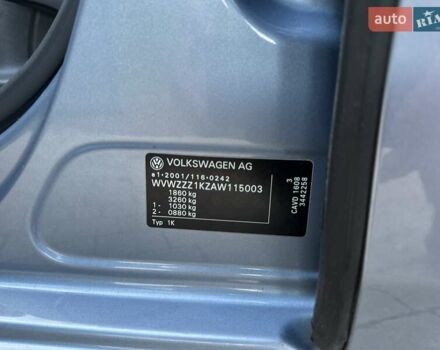 auto RIA
VOLKSWAGEN AG
e1*2001/116*0242
WVWZZZ1KZAW115003
1860 kg
3260 kg
1- 1030 kg
2- 0880 kg
Typ 1K
3
CAVD 1608
3442258